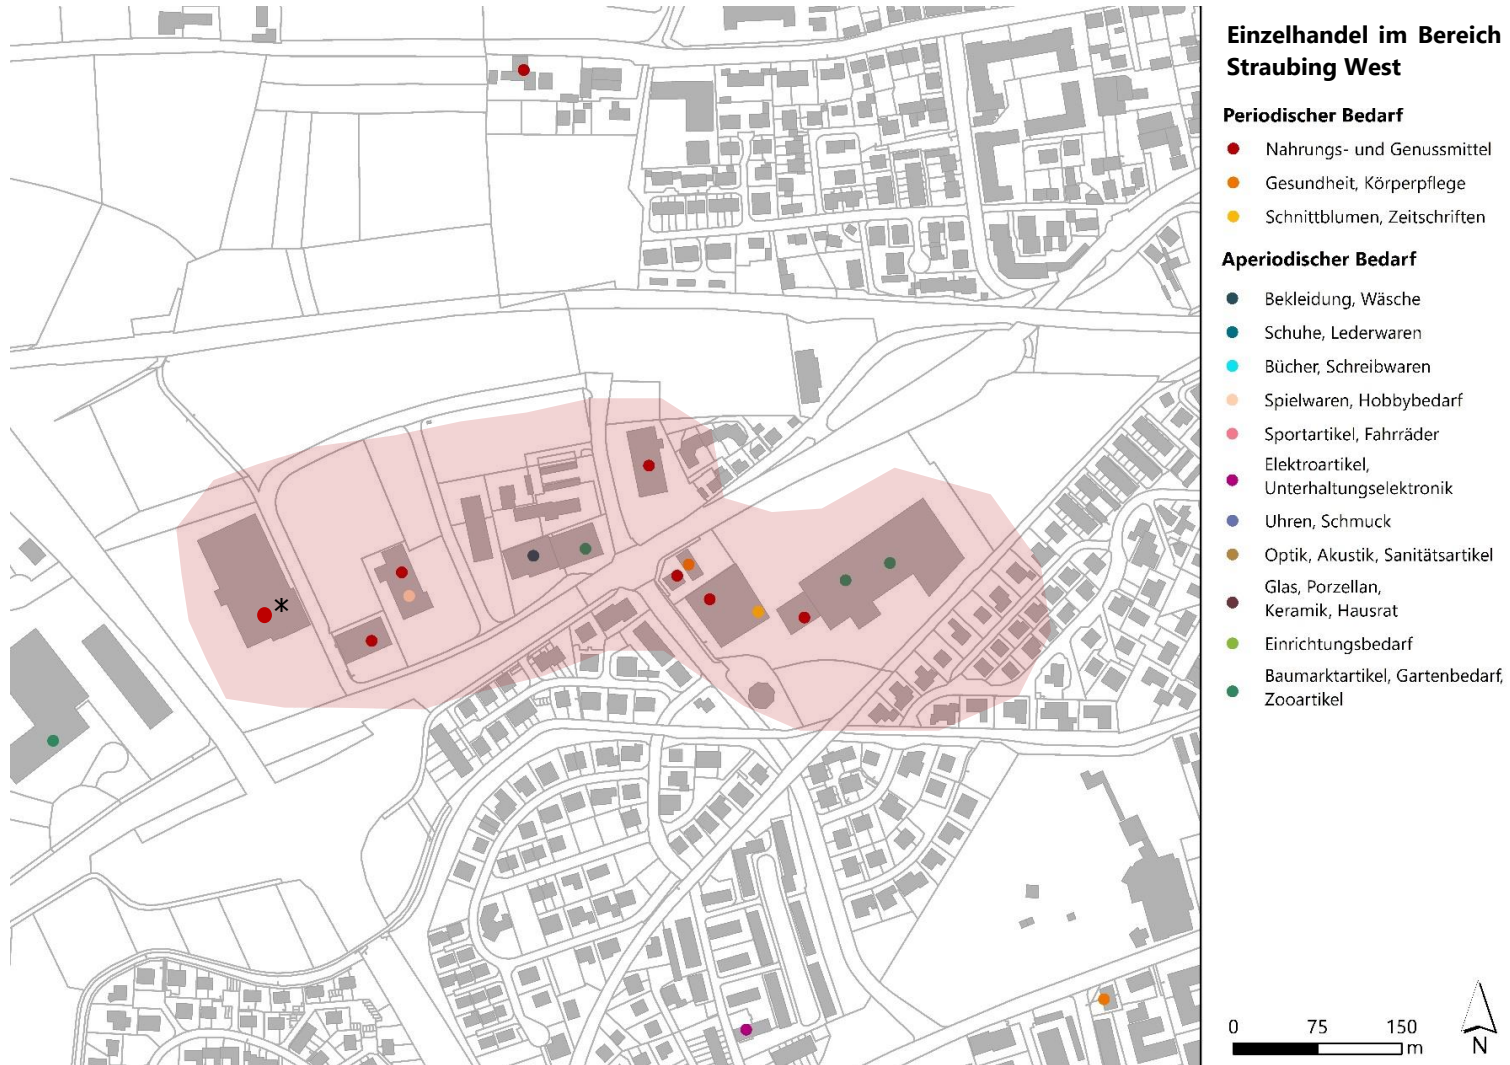 Einzelhandel im Bereich
Straubing West
Periodischer Bedarf
Nahrungs- und Genussmittel
Gesundheit, Körperpflege
Schnittblumen, Zeitschriften
Aperiodischer Bedarf
Bekleidung, Wäsche
Schuhe, Lederwaren
Bücher, Schreibwaren
Spielwaren, Hobbybedarf
Sportartikel, Fahrräder
Elektroartikel,
Unterhaltungselektronik
Uhren, Schmuck
Optik, Akustik, Sanitätsartikel
Glas, Porzellan,
Keramik, Hausrat
Einrichtungsbedarf
Baumarktartikel, Gartenbedarf,
Zooartikel
*
0 75 150
m
N